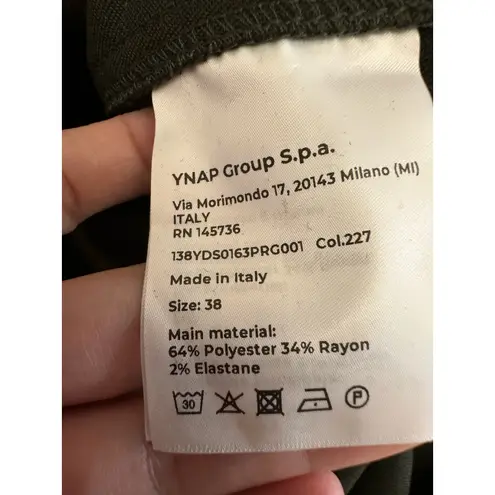 YNAP Group S.p.a.
Via Morimondo 17, 20143 Milano (MI)
ITALY
RN 145736
138YDS0163PRG001 Col.227
Made in Italy
Size: 38
Main material:
64% Polyester 34% Rayon
2% Elastane
30 P